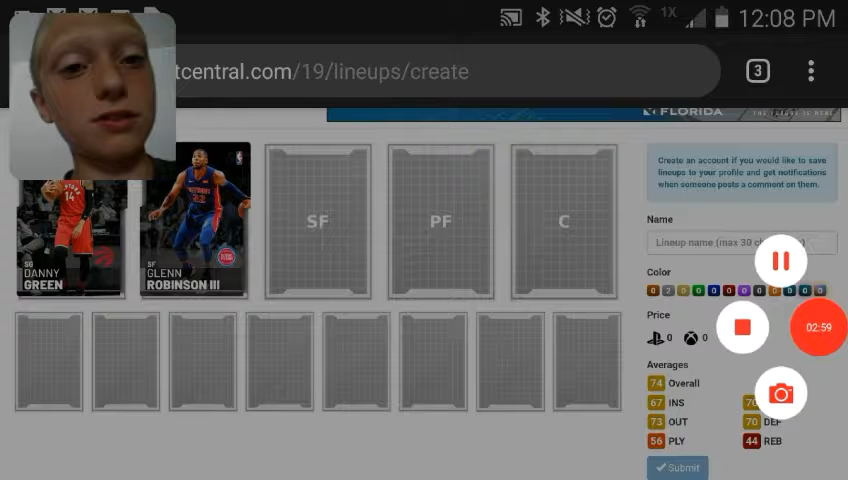 1X 12:08 PM
tcentral.com/19/lineups/create
3
FLORIDA
Create an account if you would like to save
lineups to your profile and get notifications
when someone posts a comment on them.
SF
PF
C
14
SG
DANNY
GREEN
SF
GLENN
ROBINSON III
Name
Lineup name (max 30 ch
Color
0 2 0 0 0 0 0 0 0 0 0 0
Price
0 0
02:59
Averages
74 Overall
67 INS
73 OUT
70 DEF
56 PLY
44 REB
Submit